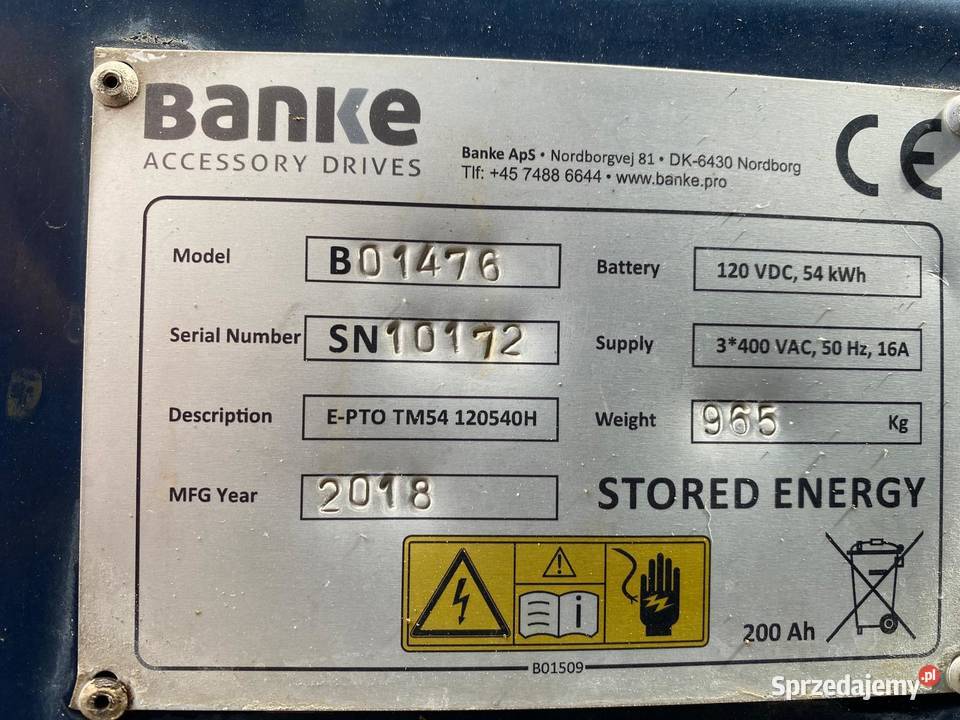 Banke
ACCESSORY DRIVES
Banke ApS • Nordborgvej 81 • DK-6430 Nordborg
Tlf: +45 7488 6644 • www.banke.pro
CE
Model B01476
Battery 120 VDC, 54 kWh
Serial Number SN10172
Supply 3*400 VAC, 50 Hz, 16A
Description E-PTO TM54 120540H
Weight 965 Kg
MFG Year 2018
STORED ENERGY
200 Ah
B01509
Sprzedajemy.pl